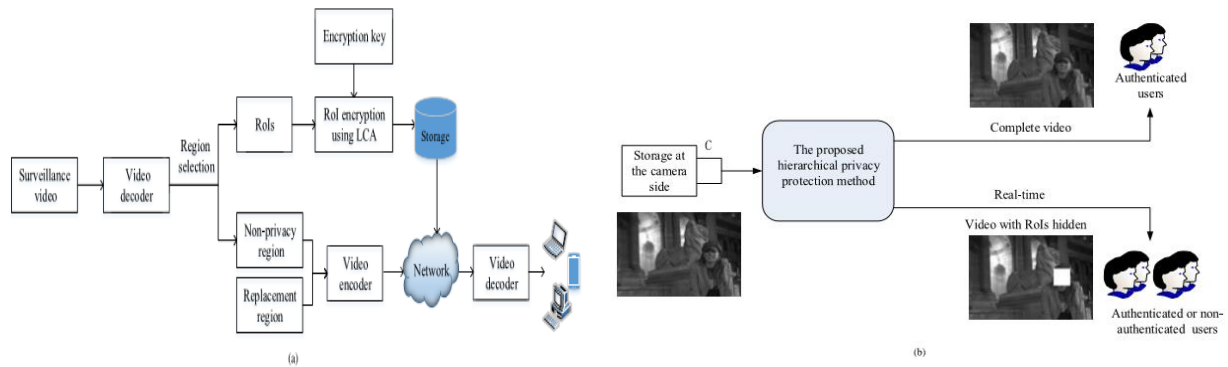 Encryption key
RoIs
RoI encryption
using LCA
Storage
Region
selection
Surveillance
video
Video
decoder
Non-privacy
region
Replacement
region
Video
encoder
Network
Video
decoder
(a)
Authenticated
users
Complete video
C
Storage at
the camera
side
The proposed
hierarchical privacy
protection method
Real-time
Video with RoIs hidden
Authenticated or non-
authenticated users
(b)